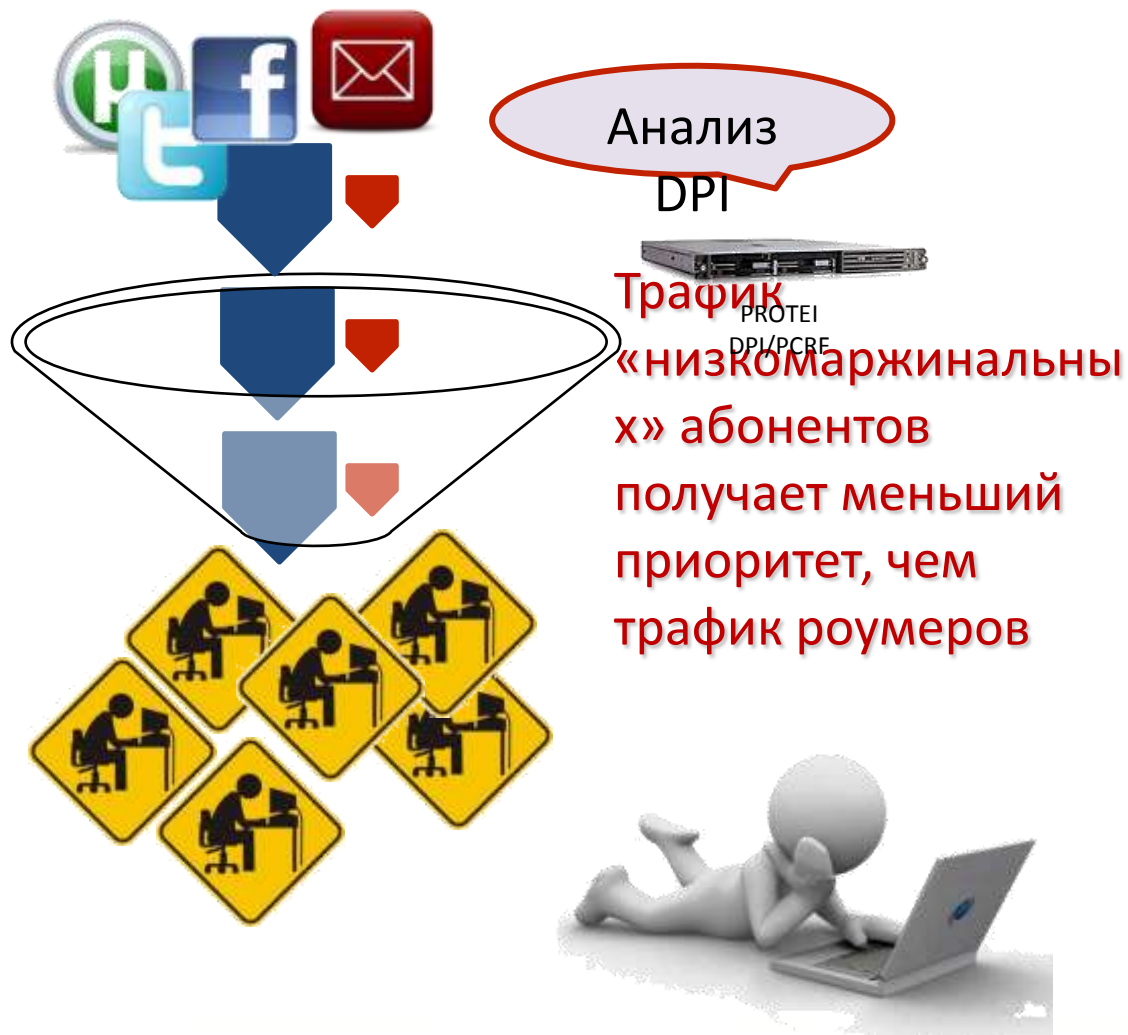 Анализ
DPI
PROTEI
DPI/PCRF
Трафик
«низкомаржинальны
х» абонентов
получает меньший
приоритет, чем
трафик роумеров